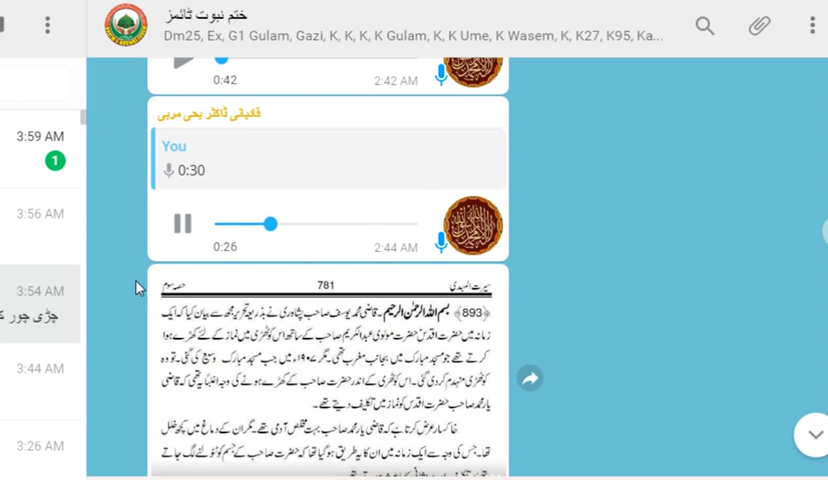 ختم نبوت ٹائمز
Dm25, Ex, G1 Gulam, Gazi, K, K, K, K Gulam, K, K Ume, K Wasem, K, K27, K95, Ka...
0:42
2:42 AM
3:59 AM
1
3:56 AM
3:54 AM
چڑی چور ک
3:44 AM
3:26 AM
قادیانی ڈاکٹر یحی مربی
You
0:30
0:26
2:44 AM
سیرت المہدی 781 حصہ سوم
﴿893﴾ بسم اللہ الرحمٰن الرحیم۔ قاضی محمد یوسف صاحب پشاوری نے بذریعہ تحریر مجھ سے بیان کیا کہ ایک
زمانہ میں حضرت اقدسؑ حضرت مولوی عبدالکریم صاحب کے ساتھ اس کوٹھڑی میں نماز کے لئے کھڑے ہوا
کرتے تھے جو مسجد مبارک میں بجانب مغرب تھی۔ مگر ۱۹۰۷ء میں جب مسجد مبارک وسیع کی گئی۔ تو وہ
کوٹھڑی منہدم کر دی گئی۔ اس کوٹھڑی کے اندر حضرت صاحب کے کھڑے ہونے کی وجہ اغلباً یہ تھی کہ قاضی
یار محمد صاحب حضرت اقدس کو نماز میں تکلیف دیتے تھے۔
خاکسار عرض کرتا ہے کہ قاضی یار محمد صاحب بہت مخلص آدمی تھے۔ مگر ان کے دماغ میں کچھ خلل
تھا۔ جس کی وجہ سے ایک زمانہ میں ان کا یہ طریق ہو گیا تھا کہ حضرت صاحب کے جسم کو ٹٹولنے لگ جاتے